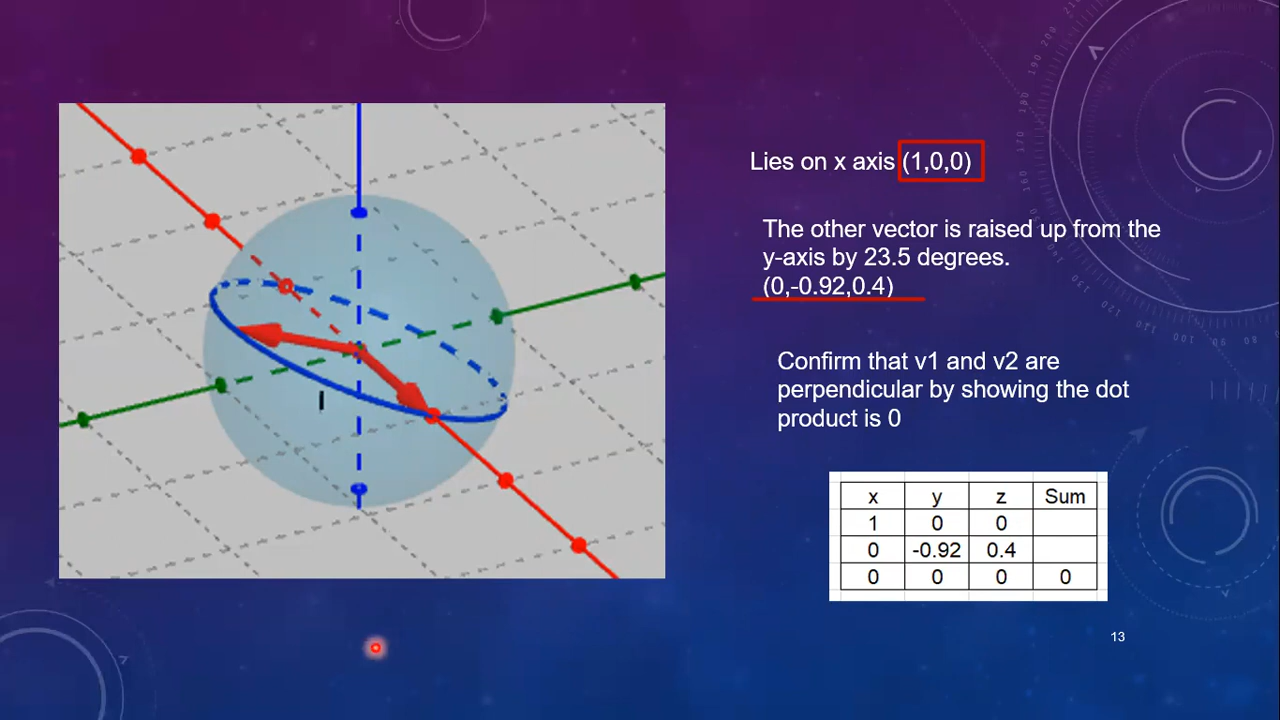 Lies on x axis (1,0,0)
The other vector is raised up from the
y-axis by 23.5 degrees.
(0,-0.92,0.4)
Confirm that v1 and v2 are
perpendicular by showing the dot
product is 0
x y z Sum
1 0 0
0 -0.92 0.4
0 0 0 0
13